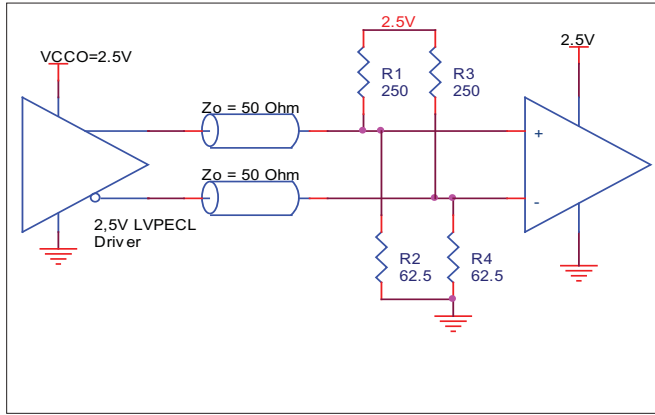 2.5V
VCCO=2.5V
2.5V
R1
250
R3
250
Zo = 50 Ohm
+
Zo = 50 Ohm
-
2,5V LVPECL
Driver
R2
62.5
R4
62.5